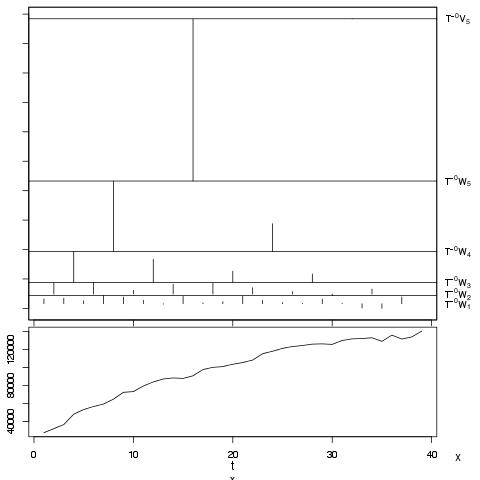 T⁻⁰V₅
T⁻⁰W₅
T⁻⁰W₄
T⁻⁰W₃
T⁻⁰W₂
T⁻⁰W₁
120000
80000
40000
0 10 20 30 40
t
x
x